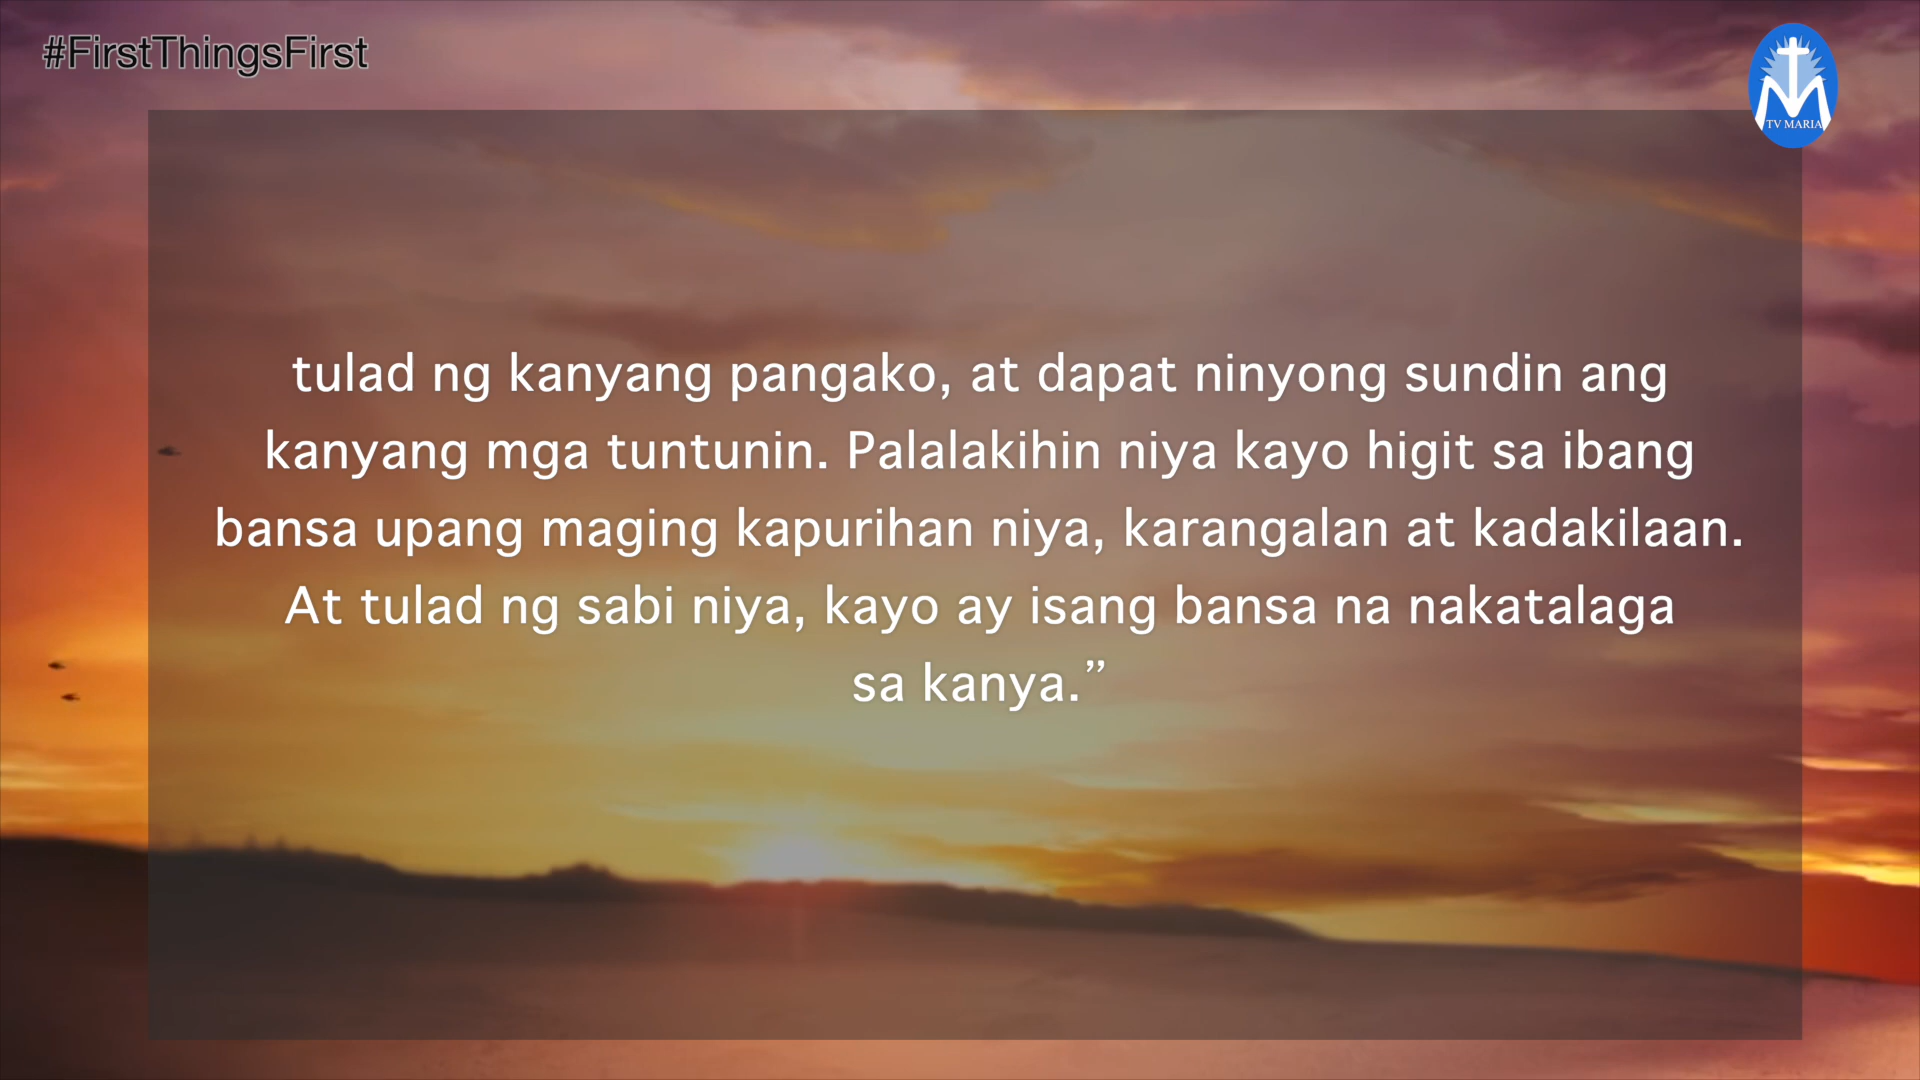 #FirstThingsFirst
TV MARIA
tulad ng kanyang pangako, at dapat ninyong sundin ang
kanyang mga tuntunin. Palalakihin niya kayo higit sa ibang
bansa upang maging kapurihan niya, karangalan at kadakilaan.
At tulad ng sabi niya, kayo ay isang bansa na nakatalaga
sa kanya.”